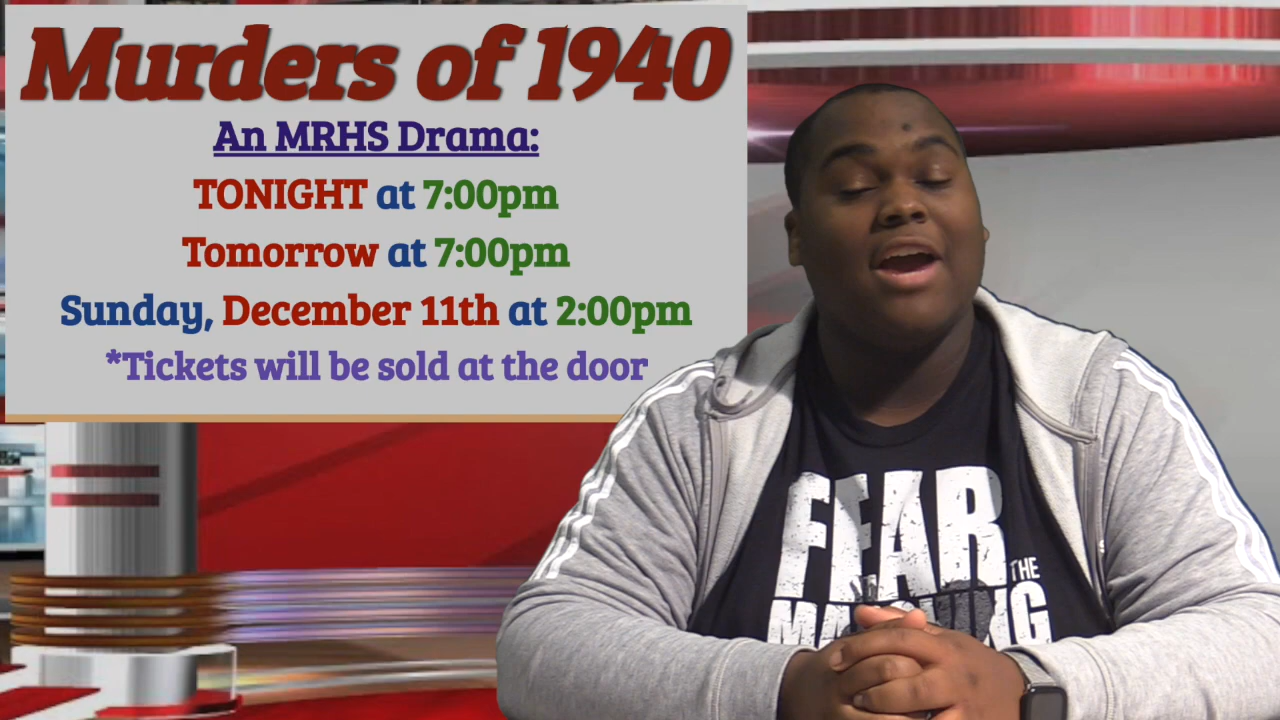 Murders of 1940
An MRHS Drama:
TONIGHT at 7:00pm
Tomorrow at 7:00pm
Sunday, December 11th at 2:00pm
*Tickets will be sold at the door
FEAR
THE